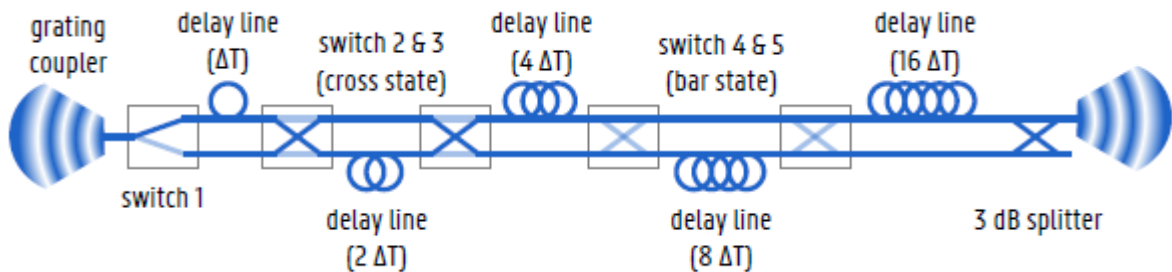 grating
coupler
delay line
(ΔT)
switch 2 & 3
(cross state)
delay line
(4 ΔT)
switch 4 & 5
(bar state)
delay line
(16 ΔT)
switch 1
delay line
(2 ΔT)
delay line
(8 ΔT)
3 dB splitter